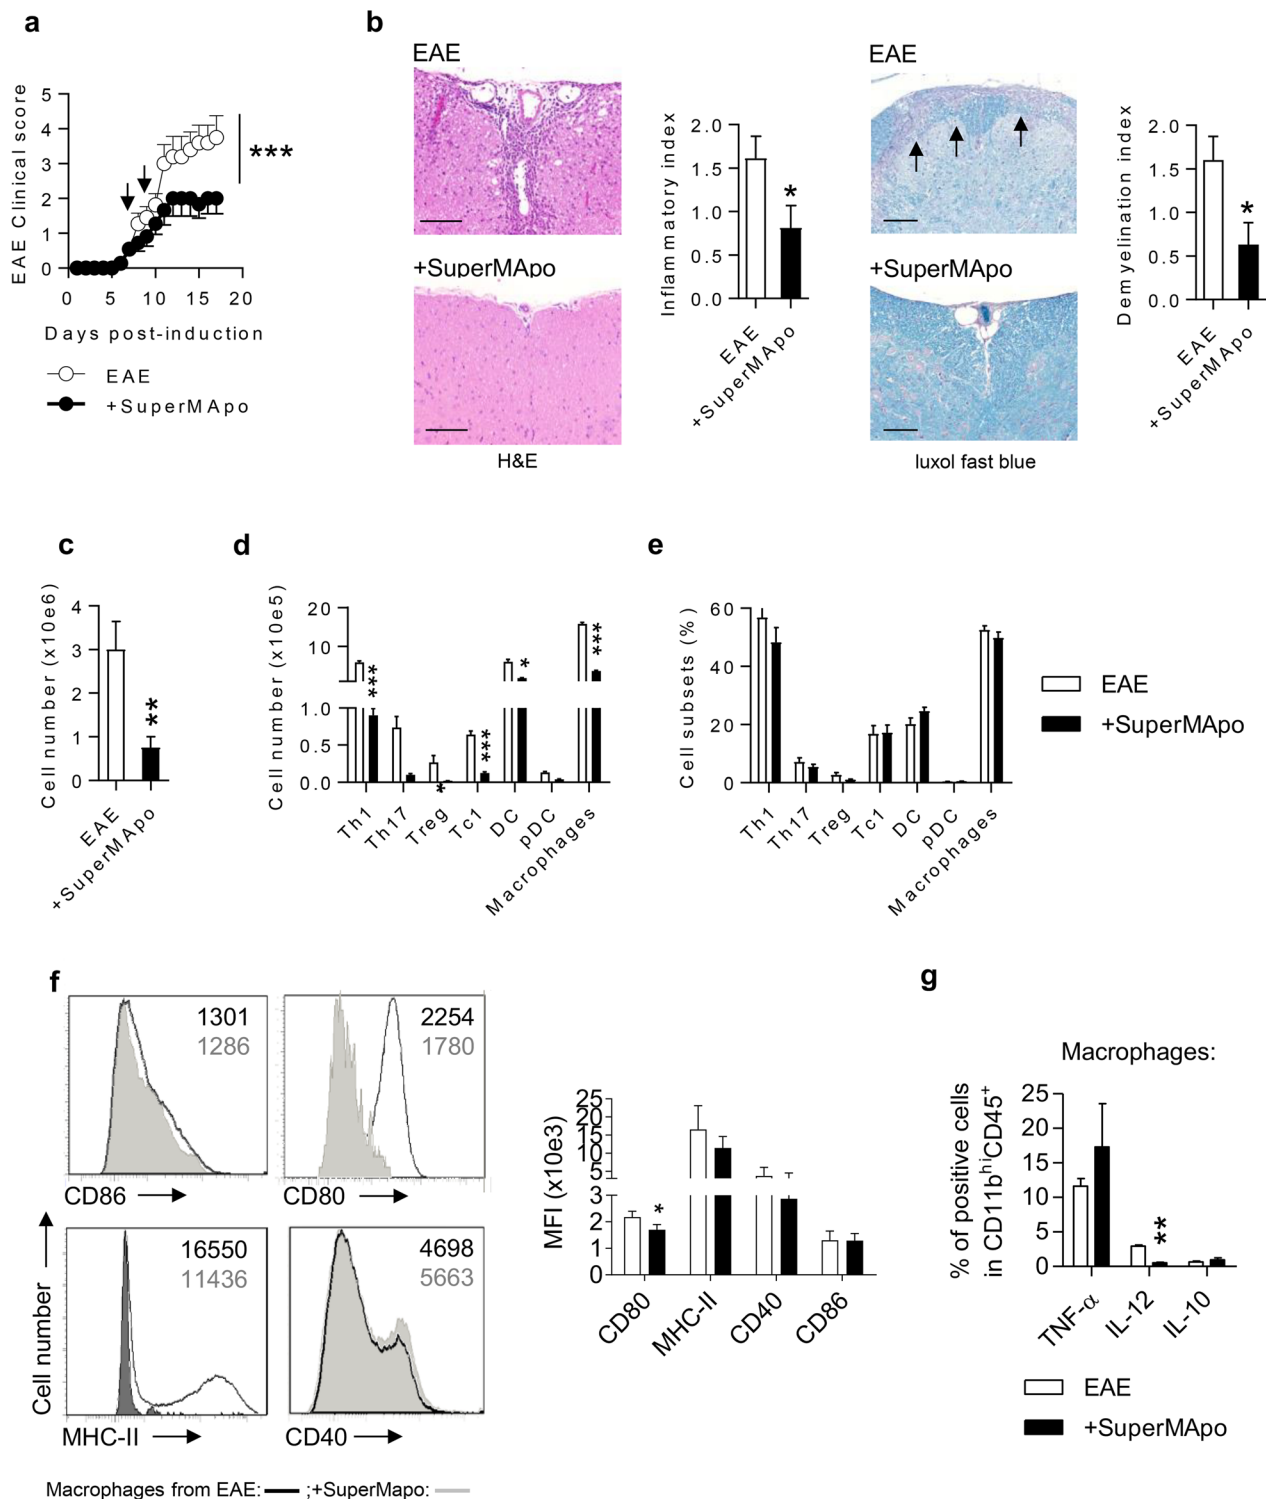 a
EAE Clinical score
5
4
3
2
1
0
***
0 5 10 15 20
Days post-induction
EAE
+SuperMApo
b
EAE
+SuperMApo
H&E
Inflammatory index
2.0
1.5
1.0
0.5
0.0
*
EAE
+SuperMApo
EAE
+SuperMApo
luxol fast blue
Demyelination index
2.0
1.5
1.0
0.5
0.0
*
EAE
+SuperMApo
c
Cell number (x10e6)
4
3
2
1
0
**
EAE
+SuperMApo
d
Cell number (x10e5)
20
10
1.0
0.5
0.0
***
*
***
*
***
Th1
Th17
Treg
Tc1
DC
pDC
Macrophages
e
Cell subsets (%)
60
40
20
0
Th1
Th17
Treg
Tc1
DC
pDC
Macrophages
EAE
+SuperMApo
f
1301
1286
CD86
2254
1780
CD80
Cell number
16550
11436
MHC-II
4698
5663
CD40
Macrophages from EAE: ;+SuperMapo:
MFI (x10e3)
25
20
15
10
5
3
2
1
0
*
CD80
MHC-II
CD40
CD86
g
Macrophages:
% of positive cells
in CD11bʰⁱCD45⁺
25
20
15
10
5
0
**
TNF-α
IL-12
IL-10
EAE
+SuperMApo